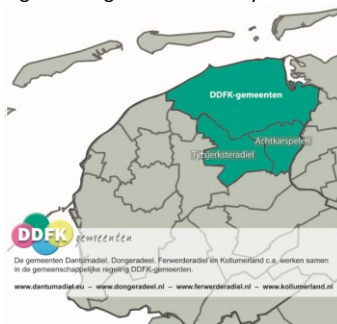 DDFK-gemeenten
Achtkarspelen
Tytsjerksteradiel
DDFK gemeenten
De gemeenten Dantumadiel, Dongeradeel, Ferwerderadiel en Kollumerland c.a. werken samen
in de gemeenschappelijke regeling DDFK-gemeenten.
www.dantumadiel.eu – www.dongeradeel.nl – www.ferwerderadiel.nl – www.kollumerland.nl